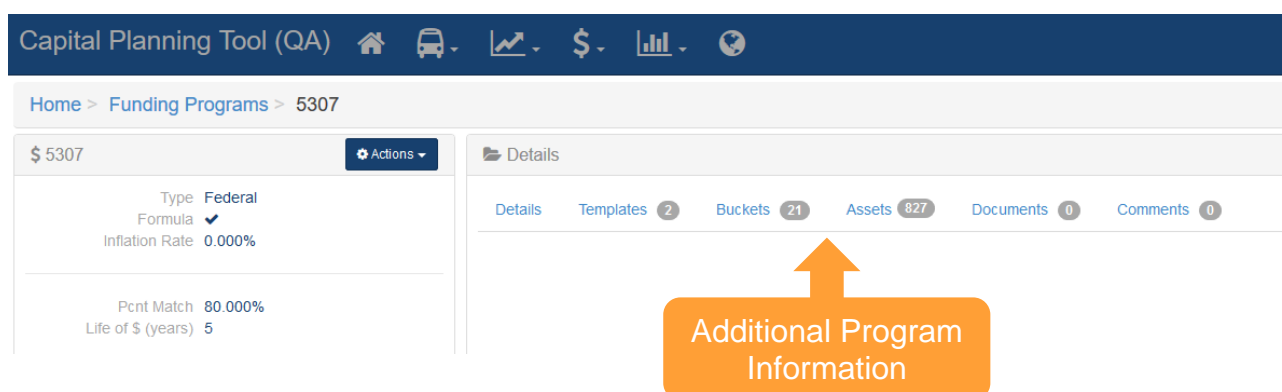 Capital Planning Tool (QA)
Home > Funding Programs > 5307
$ 5307
Actions
Type Federal
Formula ✔
Inflation Rate 0.000%
Pcnt Match 80.000%
Life of $ (years) 5
Details
Details Templates 2 Buckets 21 Assets 827 Documents 0 Comments 0
Additional Program
Information